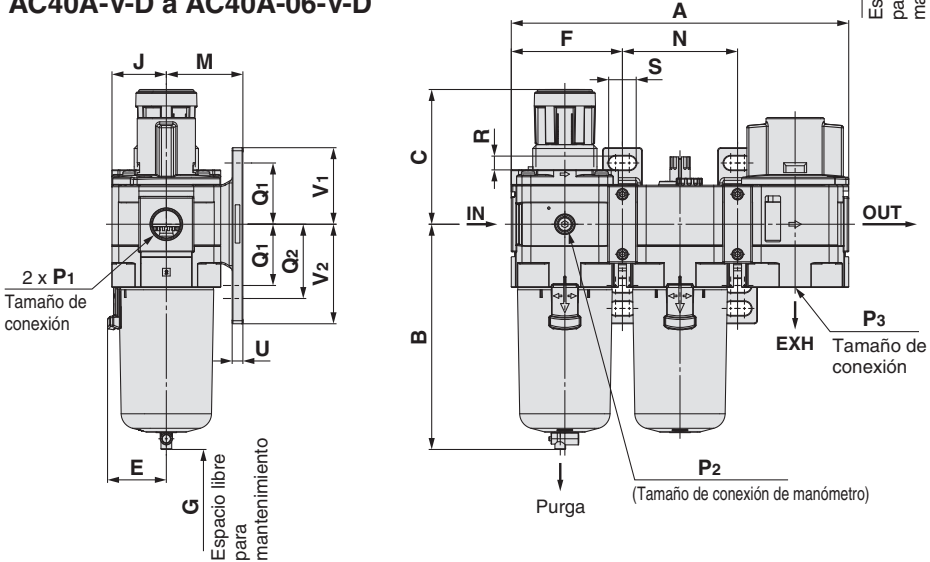 AC40A-V-D a AC40A-06-V-D
J
M
C
Q1
V1
Q1
Q2
V2
2 x P1
Tamaño de
conexión
U
B
E
G
Espacio libre
para
mantenimiento
A
F
N
S
R
IN
OUT
EXH
P3
Tamaño de
conexión
P2
(Tamaño de conexión de manómetro)
Purga